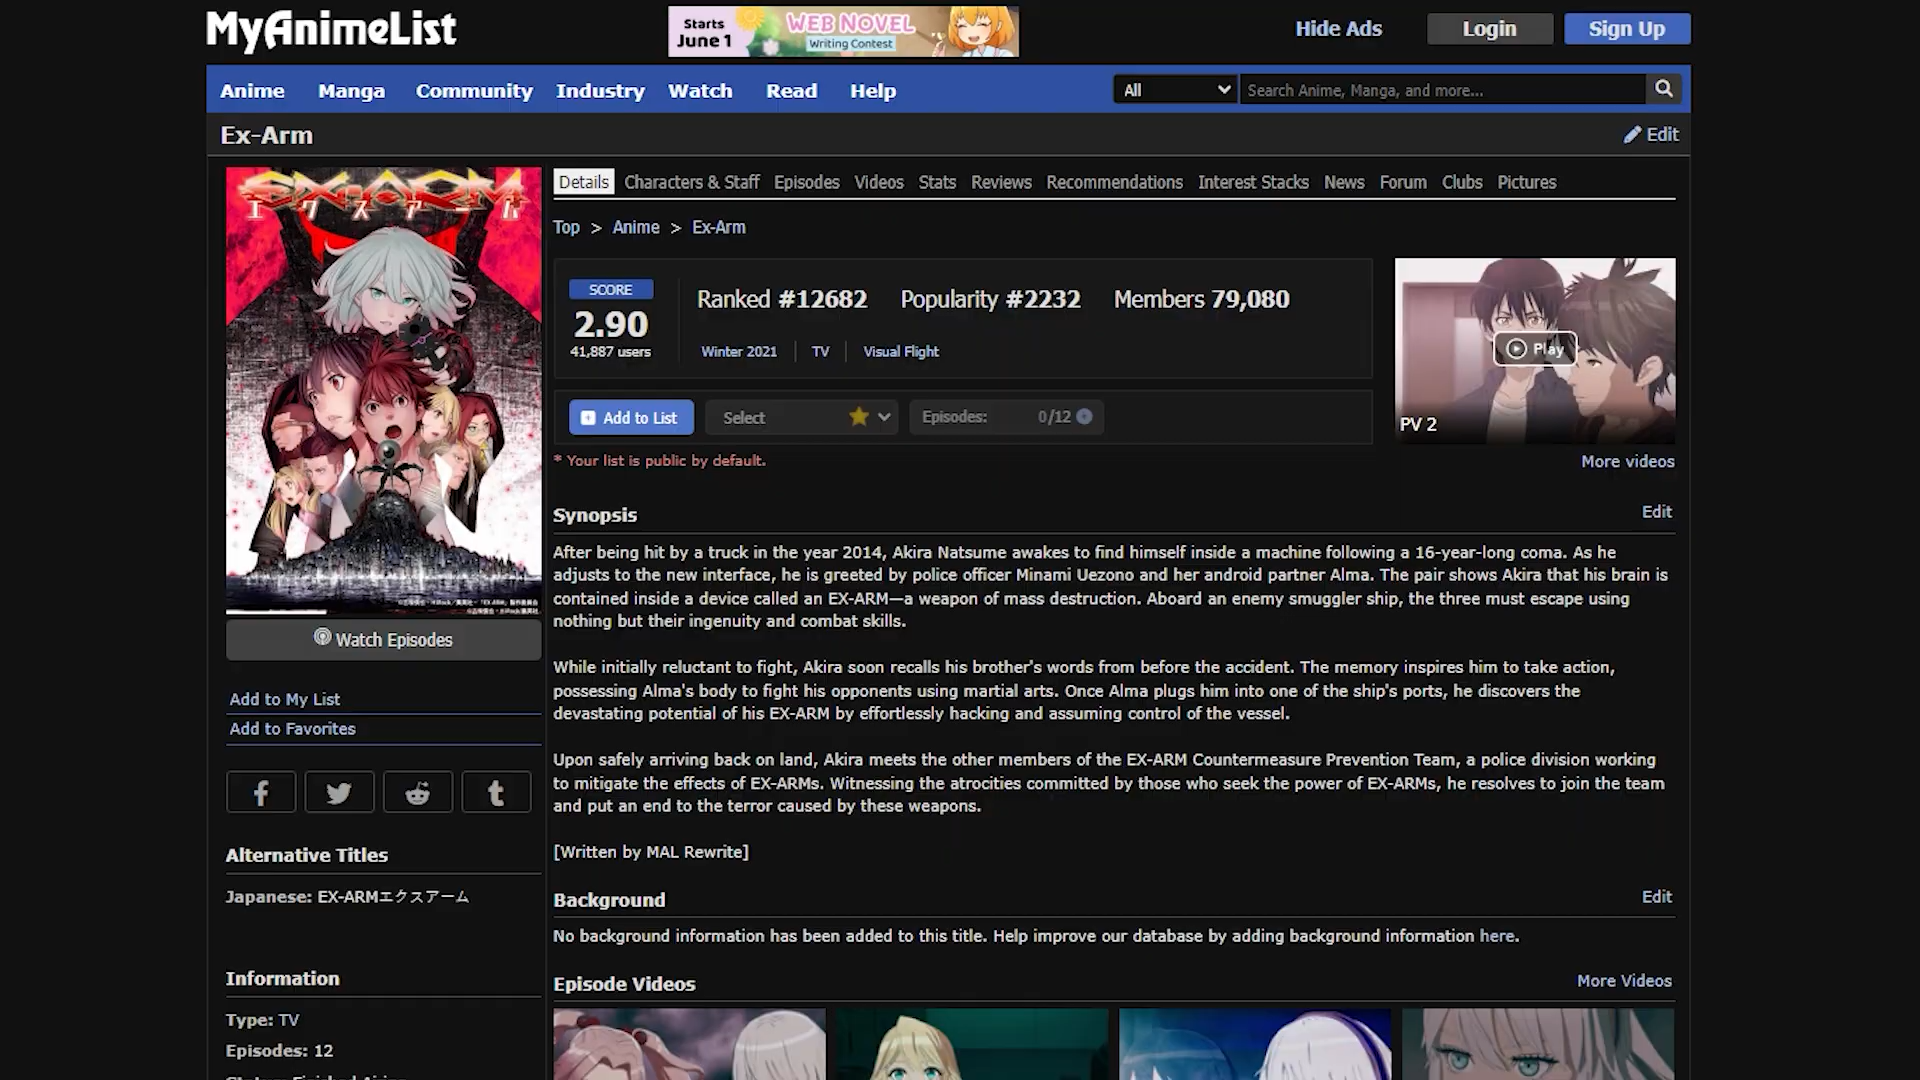 MyAnimeList
Starts
June 1
WEB NOVEL
Writing Contest
Hide Ads
Login
Sign Up
Anime
Manga
Community
Industry
Watch
Read
Help
All
Search Anime, Manga, and more...
Ex-Arm
Edit
EX-ARM
エクスアーム
Details
Characters & Staff
Episodes
Videos
Stats
Reviews
Recommendations
Interest Stacks
News
Forum
Clubs
Pictures
Top > Anime > Ex-Arm
SCORE
2.90
41,887 users
Ranked #12682
Popularity #2232
Members 79,080
Winter 2021
TV
Visual Flight
Play
PV 2
Add to List
Select
Episodes: 0/12
* Your list is public by default.
More videos
Synopsis
Edit
After being hit by a truck in the year 2014, Akira Natsume awakes to find himself inside a machine following a 16-year-long coma. As he
adjusts to the new interface, he is greeted by police officer Minami Uezono and her android partner Alma. The pair shows Akira that his brain is
contained inside a device called an EX-ARM—a weapon of mass destruction. Aboard an enemy smuggler ship, the three must escape using
nothing but their ingenuity and combat skills.
While initially reluctant to fight, Akira soon recalls his brother's words from before the accident. The memory inspires him to take action,
possessing Alma's body to fight his opponents using martial arts. Once Alma plugs him into one of the ship's ports, he discovers the
devastating potential of his EX-ARM by effortlessly hacking and assuming control of the vessel.
Upon safely arriving back on land, Akira meets the other members of the EX-ARM Countermeasure Prevention Team, a police division working
to mitigate the effects of EX-ARMs. Witnessing the atrocities committed by those who seek the power of EX-ARMs, he resolves to join the team
and put an end to the terror caused by these weapons.
[Written by MAL Rewrite]
Background
Edit
No background information has been added to this title. Help improve our database by adding background information here.
Episode Videos
More Videos
Watch Episodes
Add to My List
Add to Favorites
Alternative Titles
Japanese: EX-ARMエクスアーム
Information
Type: TV
Episodes: 12